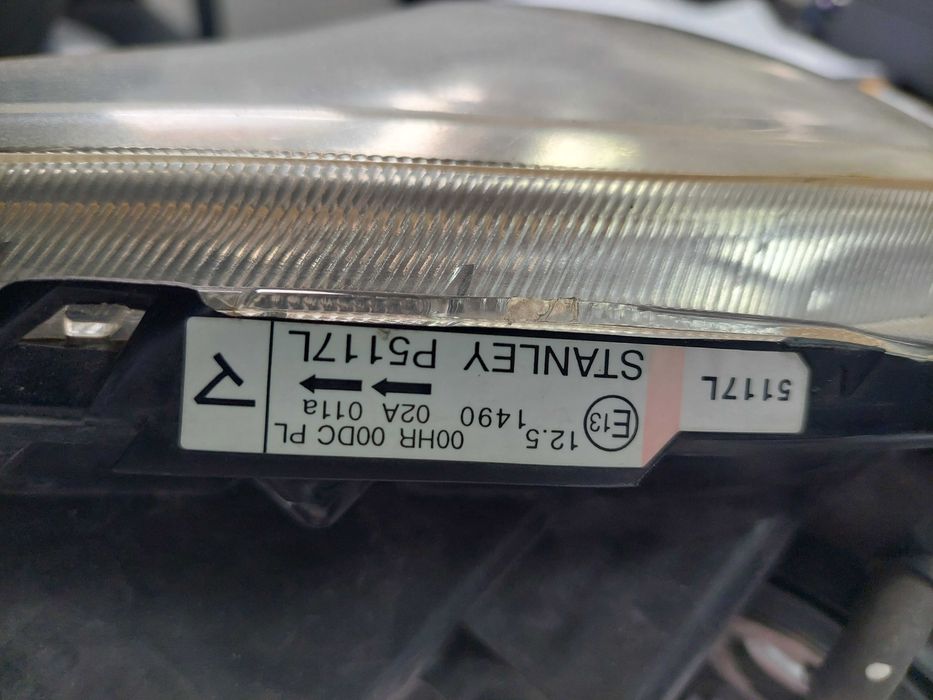 5117L
E13
12.5 00HR 00DC PL
1490 02A 011a
← ←
STANLEY P5117L